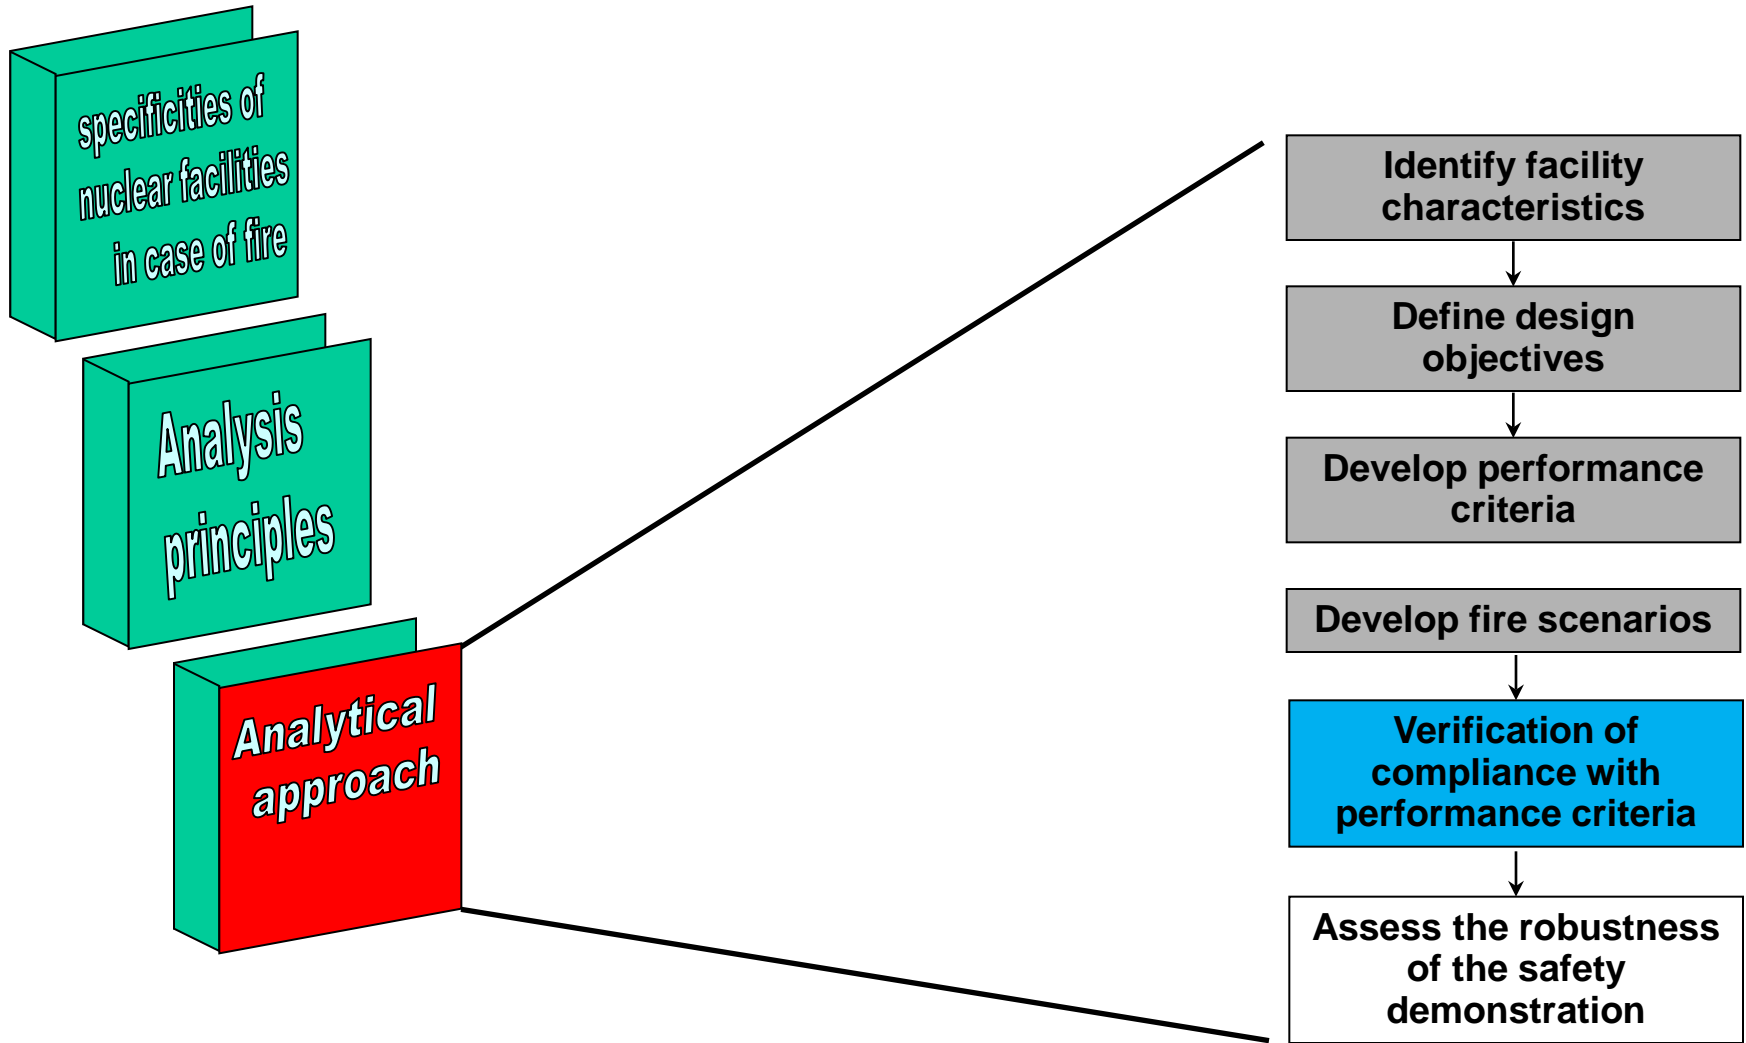 specificities of
nuclear facilities
in case of fire
Analysis
principles
Analytical
approach
Identify facility
characteristics
Define design
objectives
Develop performance
criteria
Develop fire scenarios
Verification of
compliance with
performance criteria
Assess the robustness
of the safety
demonstration